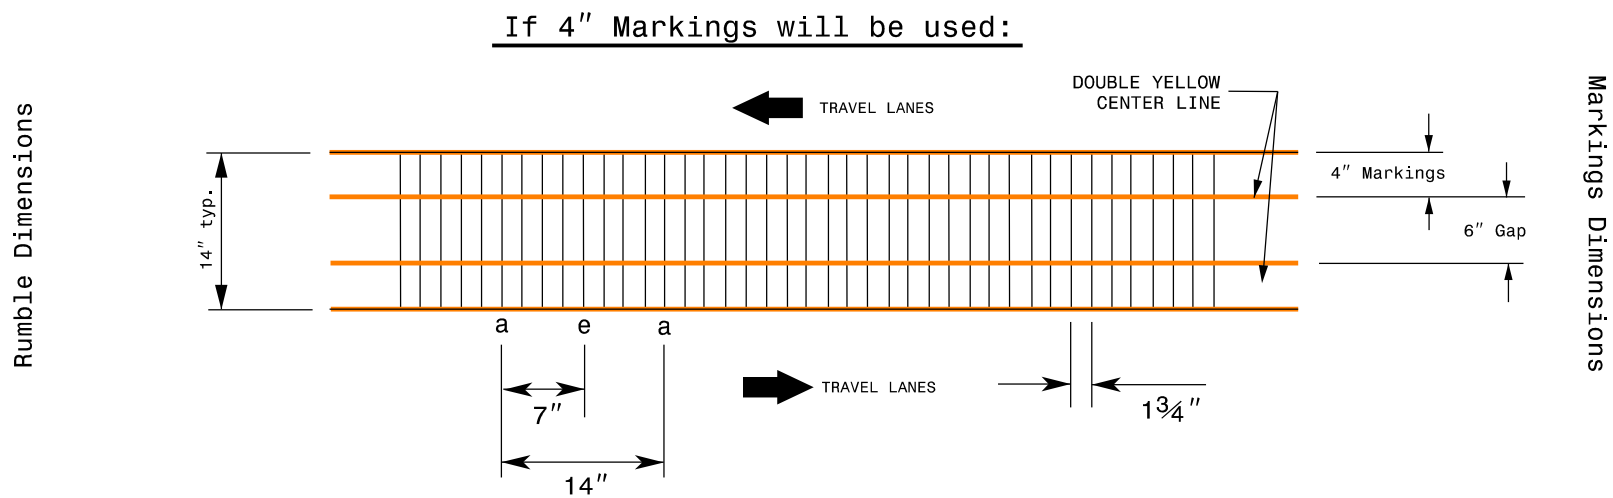 If 4" Markings will be used:
DOUBLE YELLOW
CENTER LINE
TRAVEL LANES
Rumble Dimensions
14" typ.
4" Markings
6" Gap
Markings Dimensions
a e a
7"
14"
TRAVEL LANES
1¾"